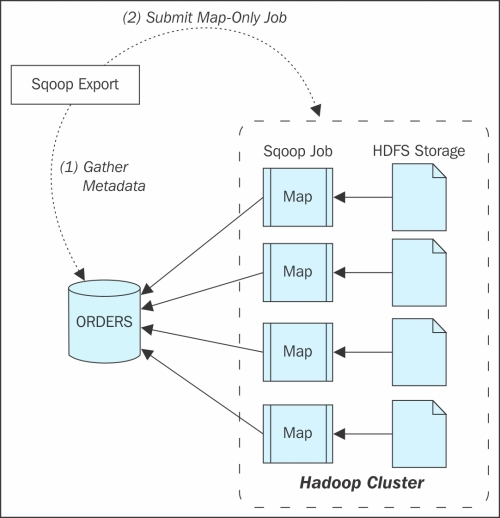 (2) Submit Map-Only Job
Sqoop Export
(1) Gather
Metadata
Sqoop Job
HDFS Storage
Map
Map
ORDERS
Map
Map
Hadoop Cluster